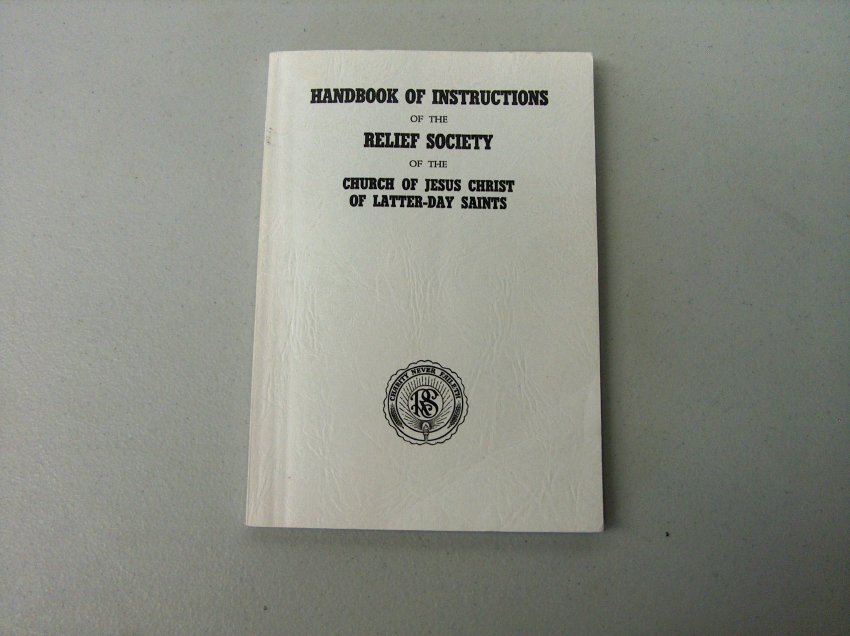 HANDBOOK OF INSTRUCTIONS
OF THE
RELIEF SOCIETY
OF THE
CHURCH OF JESUS CHRIST
OF LATTER-DAY SAINTS
CHARITY NEVER FAILETH
RS